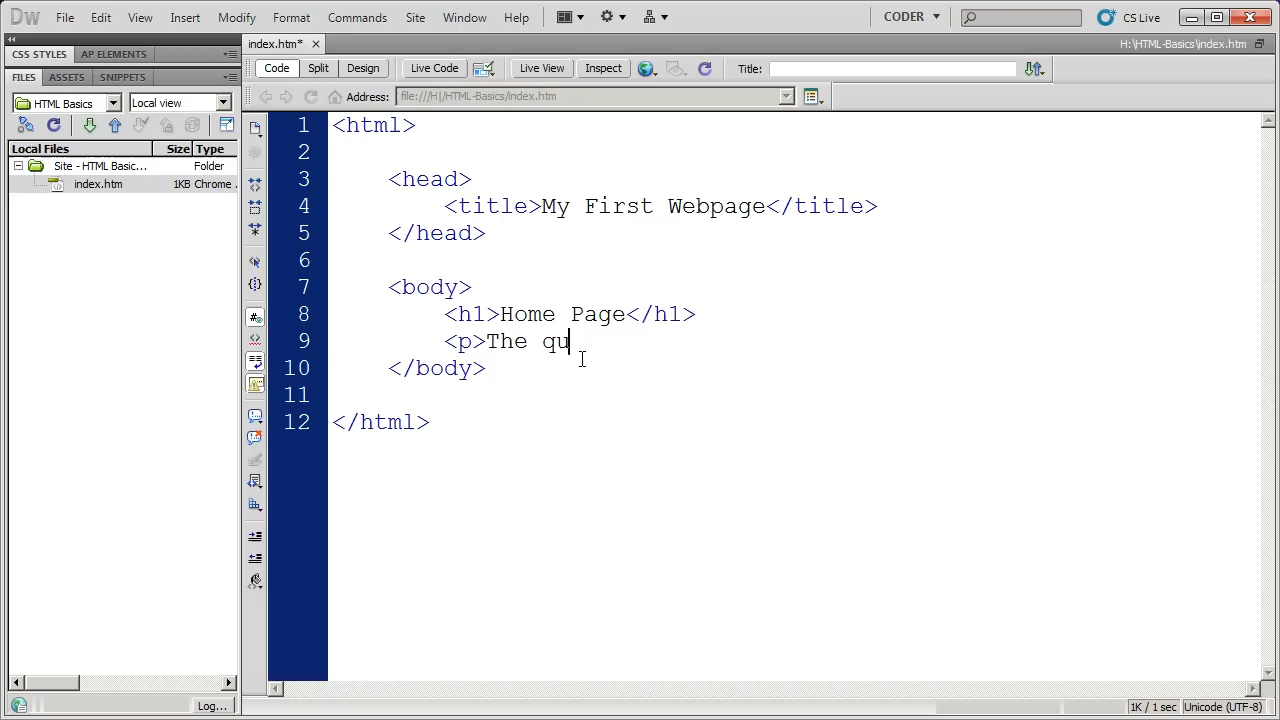 Dw File Edit View Insert Modify Format Commands Site Window Help CODER CS Live
CSS STYLES AP ELEMENTS index.htm* H:\HTML-Basics\index.htm
FILES ASSETS SNIPPETS Code Split Design Live Code Live View Inspect Title:
HTML Basics Local view Address: file:///H|/HTML-Basics/index.htm
Local Files Size Type
Site - HTML Basic... Folder
index.htm 1KB Chrome .
1 <html>
2
3 <head>
4 <title>My First Webpage</title>
5 </head>
6
7 <body>
8 <h1>Home Page</h1>
9 <p>The qu
10 </body>
11
12 </html>
Log... 1K / 1 sec Unicode (UTF-8)